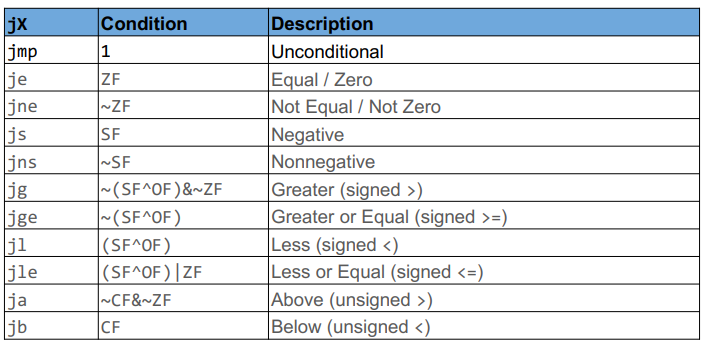 jX Condition Description
jmp 1 Unconditional
je ZF Equal / Zero
jne ~ZF Not Equal / Not Zero
js SF Negative
jns ~SF Nonnegative
jg ~(SF^OF)&~ZF Greater (signed >)
jge ~(SF^OF) Greater or Equal (signed >=)
jl (SF^OF) Less (signed <)
jle (SF^OF)|ZF Less or Equal (signed <=)
ja ~CF&~ZF Above (unsigned >)
jb CF Below (unsigned <)